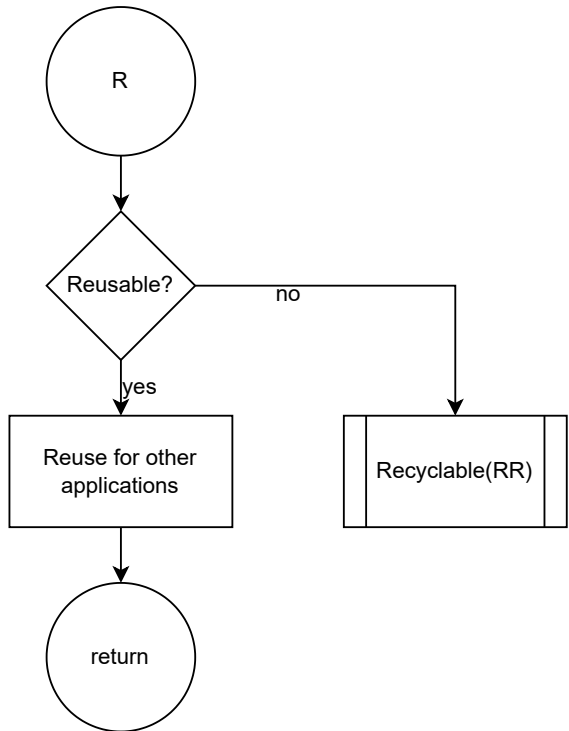 R
Reusable?
no
yes
Reuse for other
applications
Recyclable(RR)
return